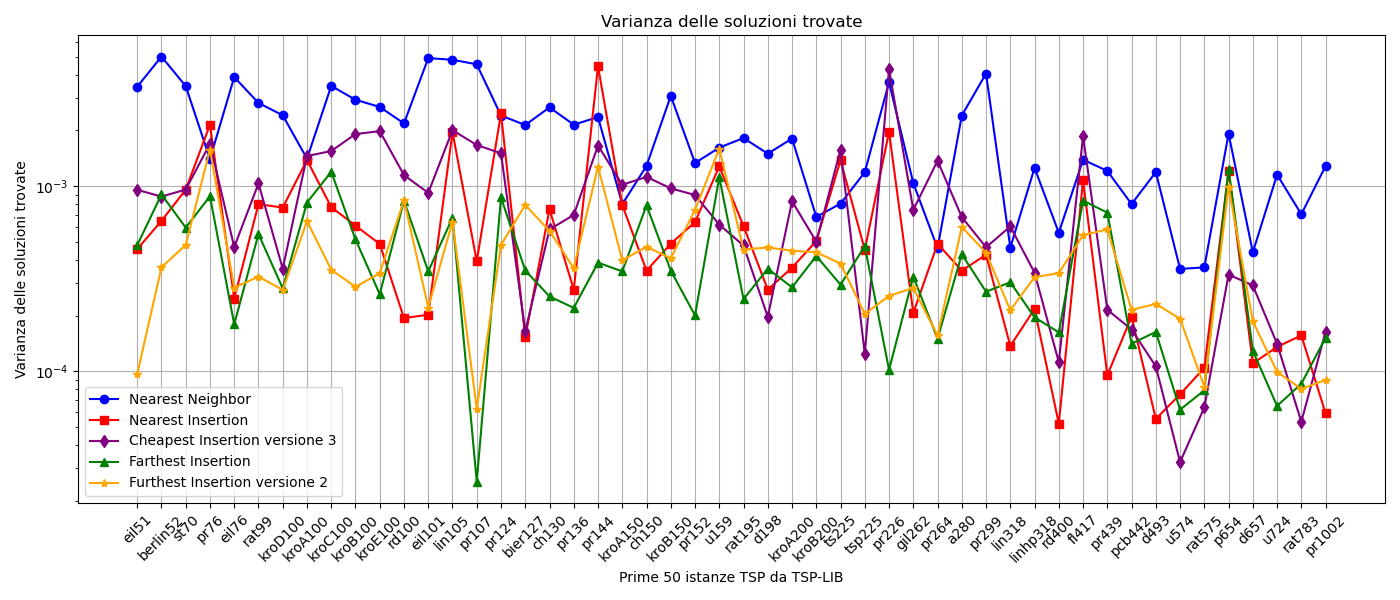 Varianza delle soluzioni trovate
Varianza delle soluzioni trovate
10⁻³
10⁻⁴
Nearest Neighbor
Nearest Insertion
Cheapest Insertion versione 3
Farthest Insertion
Furthest Insertion versione 2
eil51
berlin52
st70
pr76
eil76
rat99
kroD100
kroA100
kroC100
kroB100
kroE100
rd100
eil101
lin105
pr107
pr124
bier127
ch130
pr136
pr144
kroA150
ch150
kroB150
pr152
u159
rat195
d198
kroA200
kroB200
ts225
tsp225
pr226
gil262
pr264
a280
pr299
lin318
linhp318
rd400
fl417
pr439
pcb442
d493
u574
rat575
p654
d657
u724
rat783
pr1002
Prime 50 istanze TSP da TSP-LIB